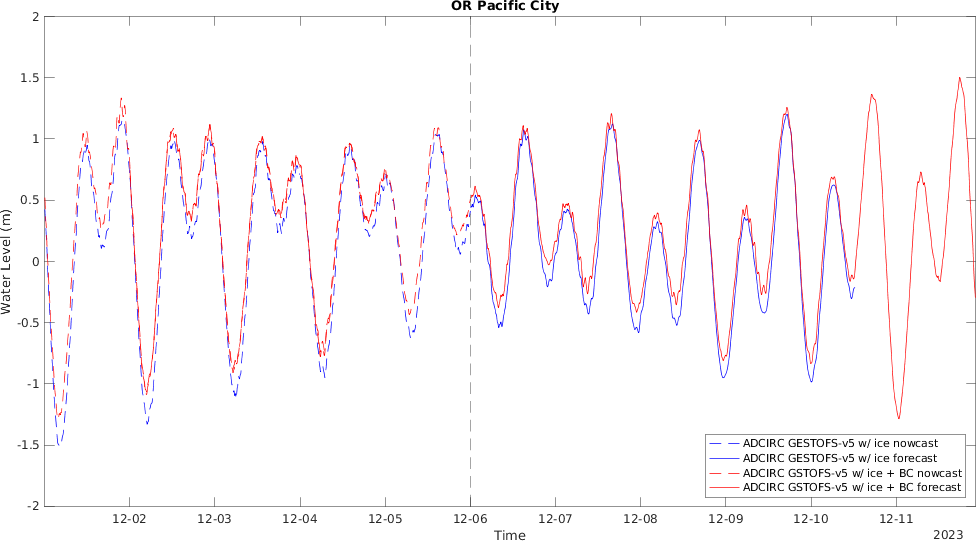 OR Pacific City
2
1.5
1
0.5
0
-0.5
-1
-1.5
-2
Water Level (m)
12-02 12-03 12-04 12-05 12-06 12-07 12-08 12-09 12-10 12-11
Time
2023
ADCIRC GESTOFS-v5 w/ ice nowcast
ADCIRC GESTOFS-v5 w/ ice forecast
ADCIRC GSTOFS-v5 w/ ice + BC nowcast
ADCIRC GSTOFS-v5 w/ ice + BC forecast